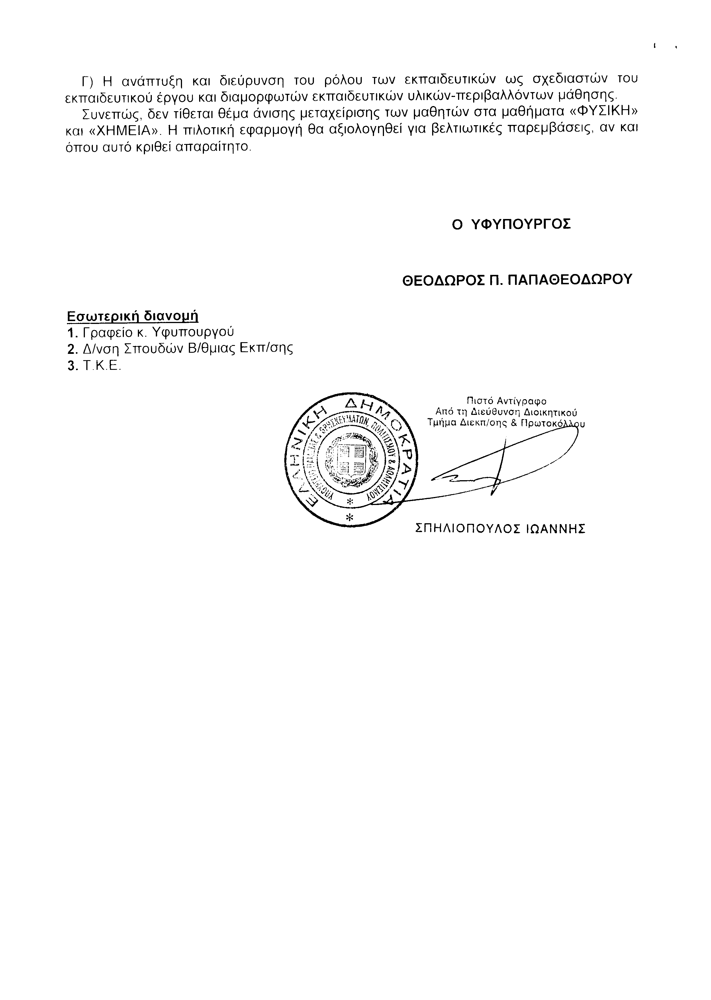 Γ) Η ανάπτυξη και διεύρυνση του ρόλου των εκπαιδευτικών ως σχεδιαστών του
εκπαιδευτικού έργου και διαμορφωτών εκπαιδευτικών υλικών-περιβαλλόντων μάθησης.
Συνεπώς, δεν τίθεται θέμα άνισης μεταχείρισης των μαθητών στα μαθήματα «ΦΥΣΙΚΗ»
και «ΧΗΜΕΙΑ». Η πιλοτική εφαρμογή θα αξιολογηθεί για βελτιωτικές παρεμβάσεις, αν και
όπου αυτό κριθεί απαραίτητο.
Ο ΥΦΥΠΟΥΡΓΟΣ
ΘΕΟΔΩΡΟΣ Π. ΠΑΠΑΘΕΟΔΩΡΟΥ
Εσωτερική διανομή
1. Γραφείο κ. Υφυπουργού
2. Δ/νση Σπουδών Β/θμιας Εκπ/σης
3. Τ.Κ.Ε.
ΕΛΛΗΝΙΚΗ ΔΗΜΟΚΡΑΤΙΑ
ΥΠΟΥΡΓΕΙΟ ΠΑΙΔΕΙΑΣ & ΘΡΗΣΚΕΥΜΑΤΩΝ, ΠΟΛΙΤΙΣΜΟΥ & ΑΘΛΗΤΙΣΜΟΥ
Πιστό Αντίγραφο
Από τη Διεύθυνση Διοικητικού
Τμήμα Διεκπ/σης & Πρωτοκόλλου
ΣΠΗΛΙΟΠΟΥΛΟΣ ΙΩΑΝΝΗΣ